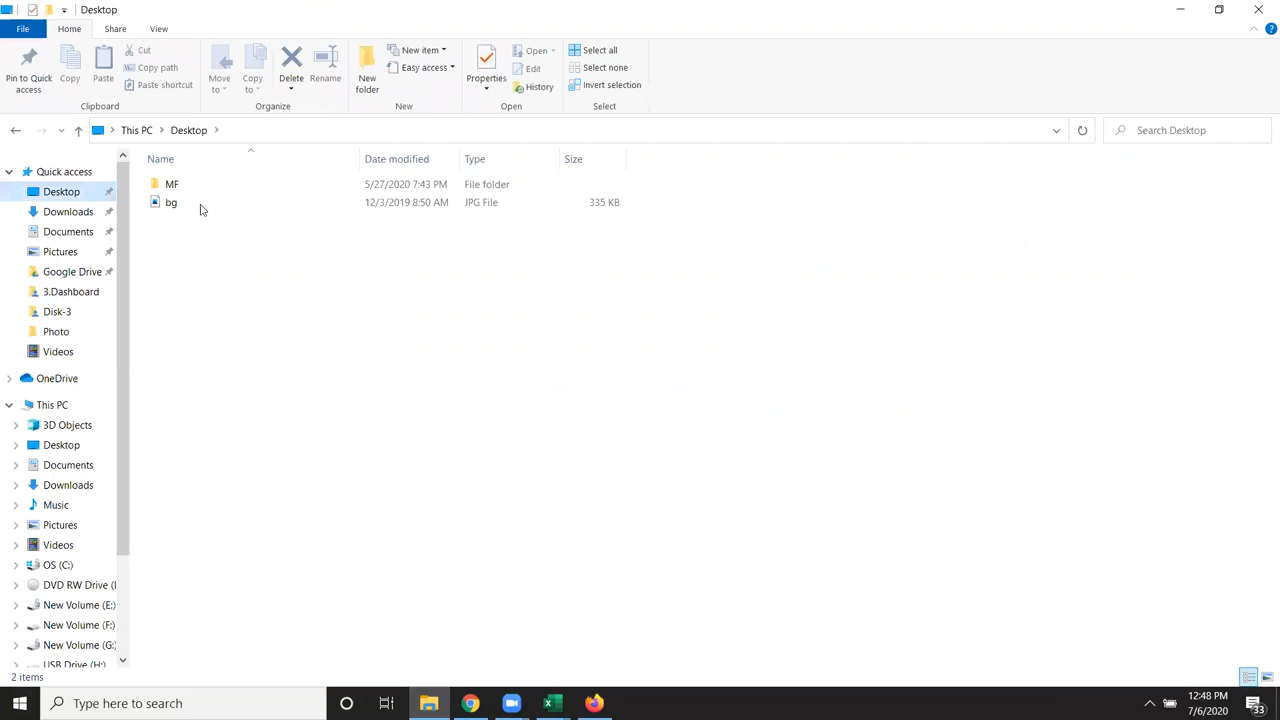 Desktop
File Home Share View
Pin to Quick access
Copy
Paste
Cut
Copy path
Paste shortcut
Clipboard
Move to
Copy to
Delete
Rename
Organize
New folder
New item
Easy access
New
Properties
Open
Edit
History
Open
Select all
Select none
Invert selection
Select
This PC Desktop
Search Desktop
Name Date modified Type Size
MF 5/27/2020 7:43 PM File folder
bg 12/3/2019 8:50 AM JPG File 335 KB
Quick access
Desktop
Downloads
Documents
Pictures
Google Drive
3.Dashboard
Disk-3
Photo
Videos
OneDrive
This PC
3D Objects
Desktop
Documents
Downloads
Music
Pictures
Videos
OS (C:)
DVD RW Drive (
New Volume (E:)
New Volume (F:)
New Volume (G:)
USB Drive (H:)
2 items
Type here to search
12:48 PM
7/6/2020
33